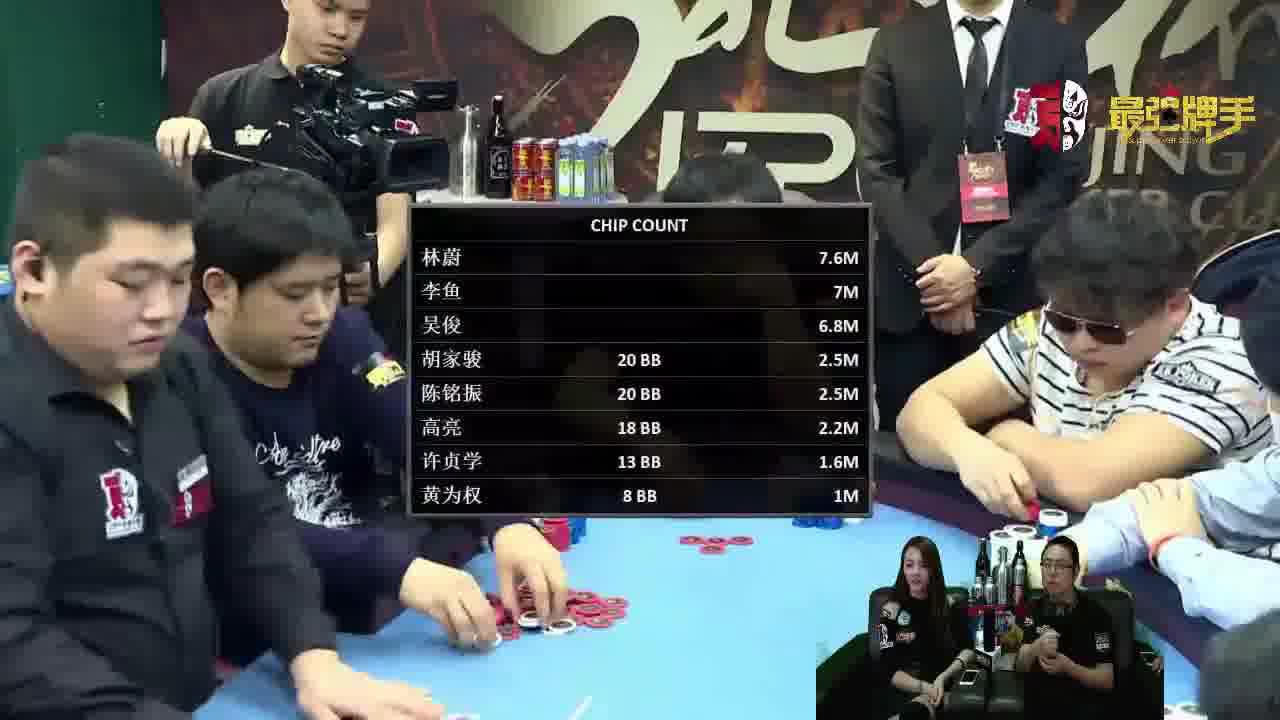 最强牌手
JING
CHIP COUNT
林蔚 7.6M
李鱼 7M
吴俊 6.8M
胡家骏 20 BB 2.5M
陈铭振 20 BB 2.5M
高亮 18 BB 2.2M
许贞学 13 BB 1.6M
黄为权 8 BB 1M